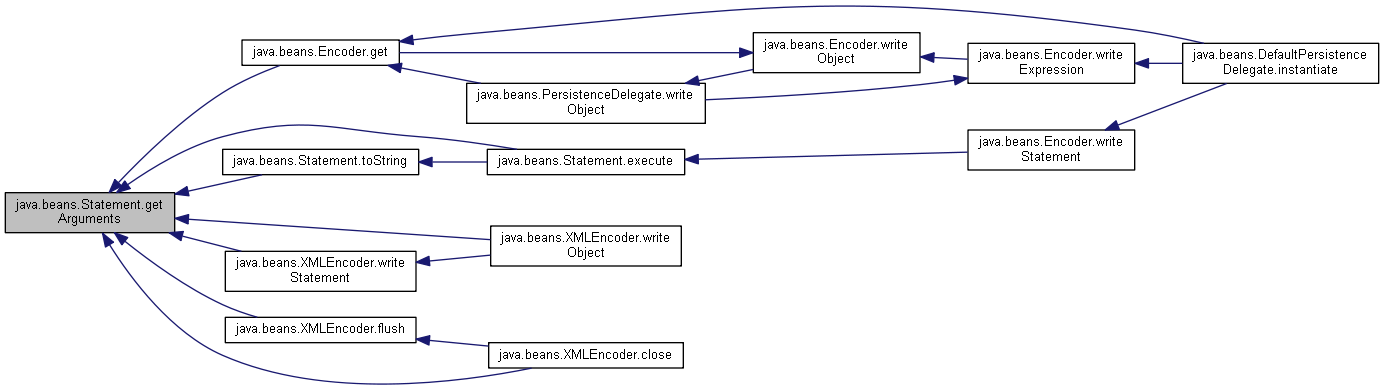 java.beans.Encoder.get
java.beans.Encoder.write
Object
java.beans.Encoder.write
Expression
java.beans.DefaultPersistence
Delegate.instantiate
java.beans.PersistenceDelegate.write
Object
java.beans.Statement.toString
java.beans.Statement.execute
java.beans.Encoder.write
Statement
java.beans.Statement.get
Arguments
java.beans.XMLEncoder.write
Object
java.beans.XMLEncoder.write
Statement
java.beans.XMLEncoder.flush
java.beans.XMLEncoder.close